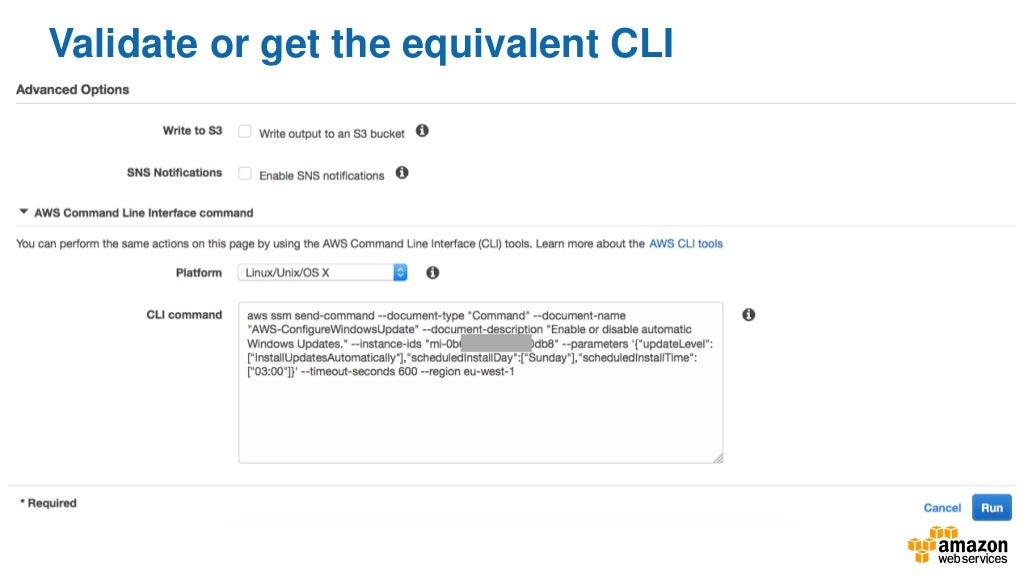 Validate or get the equivalent CLI
Advanced Options
Write to S3
Write output to an S3 bucket
SNS Notifications
Enable SNS notifications
AWS Command Line Interface command
You can perform the same actions on this page by using the AWS Command Line Interface (CLI) tools. Learn more about the AWS CLI tools
Platform
Linux/Unix/OS X
CLI command
aws ssm send-command --document-type "Command" --document-name
"AWS-ConfigureWindowsUpdate" --document-description "Enable or disable automatic
Windows Updates." --instance-ids "mi-0b db8" --parameters '{"updateLevel":
["InstallUpdatesAutomatically"],"scheduledInstallDay":["Sunday"],"scheduledInstallTime":
["03:00"]}' --timeout-seconds 600 --region eu-west-1
* Required
Cancel
Run
amazon
web services